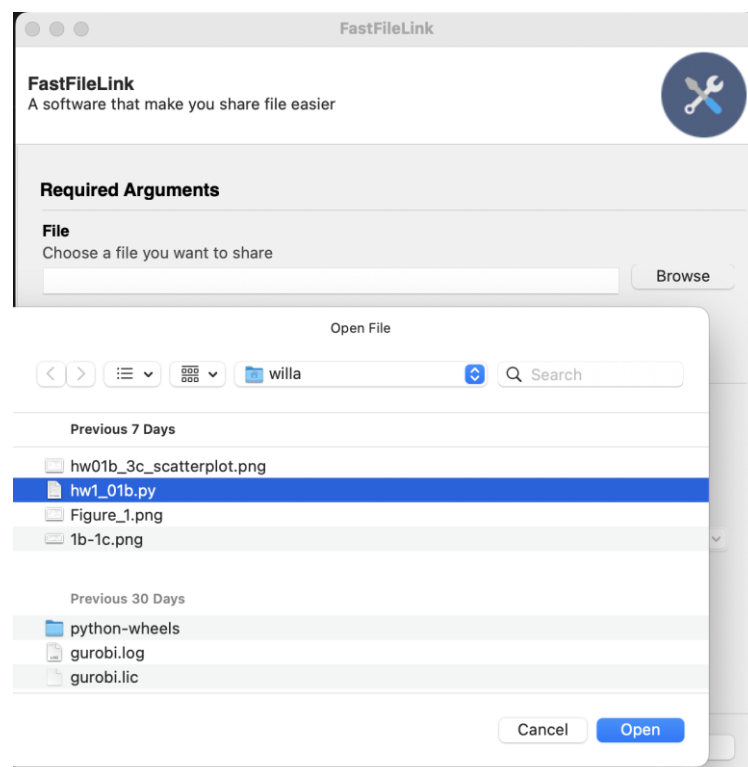 FastFileLink
FastFileLink
A software that make you share file easier
Required Arguments
File
Choose a file you want to share
Browse
Open File
willa
Search
Previous 7 Days
hw01b_3c_scatterplot.png
hw1_01b.py
Figure_1.png
1b-1c.png
Previous 30 Days
python-wheels
gurobi.log
gurobi.lic
Cancel
Open